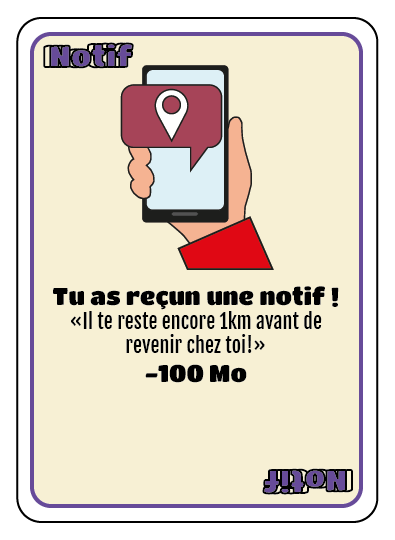 Notif
Tu as reçun une notif !
«Il te reste encore 1km avant de
revenir chez toi!»
-100 Mo
Notif